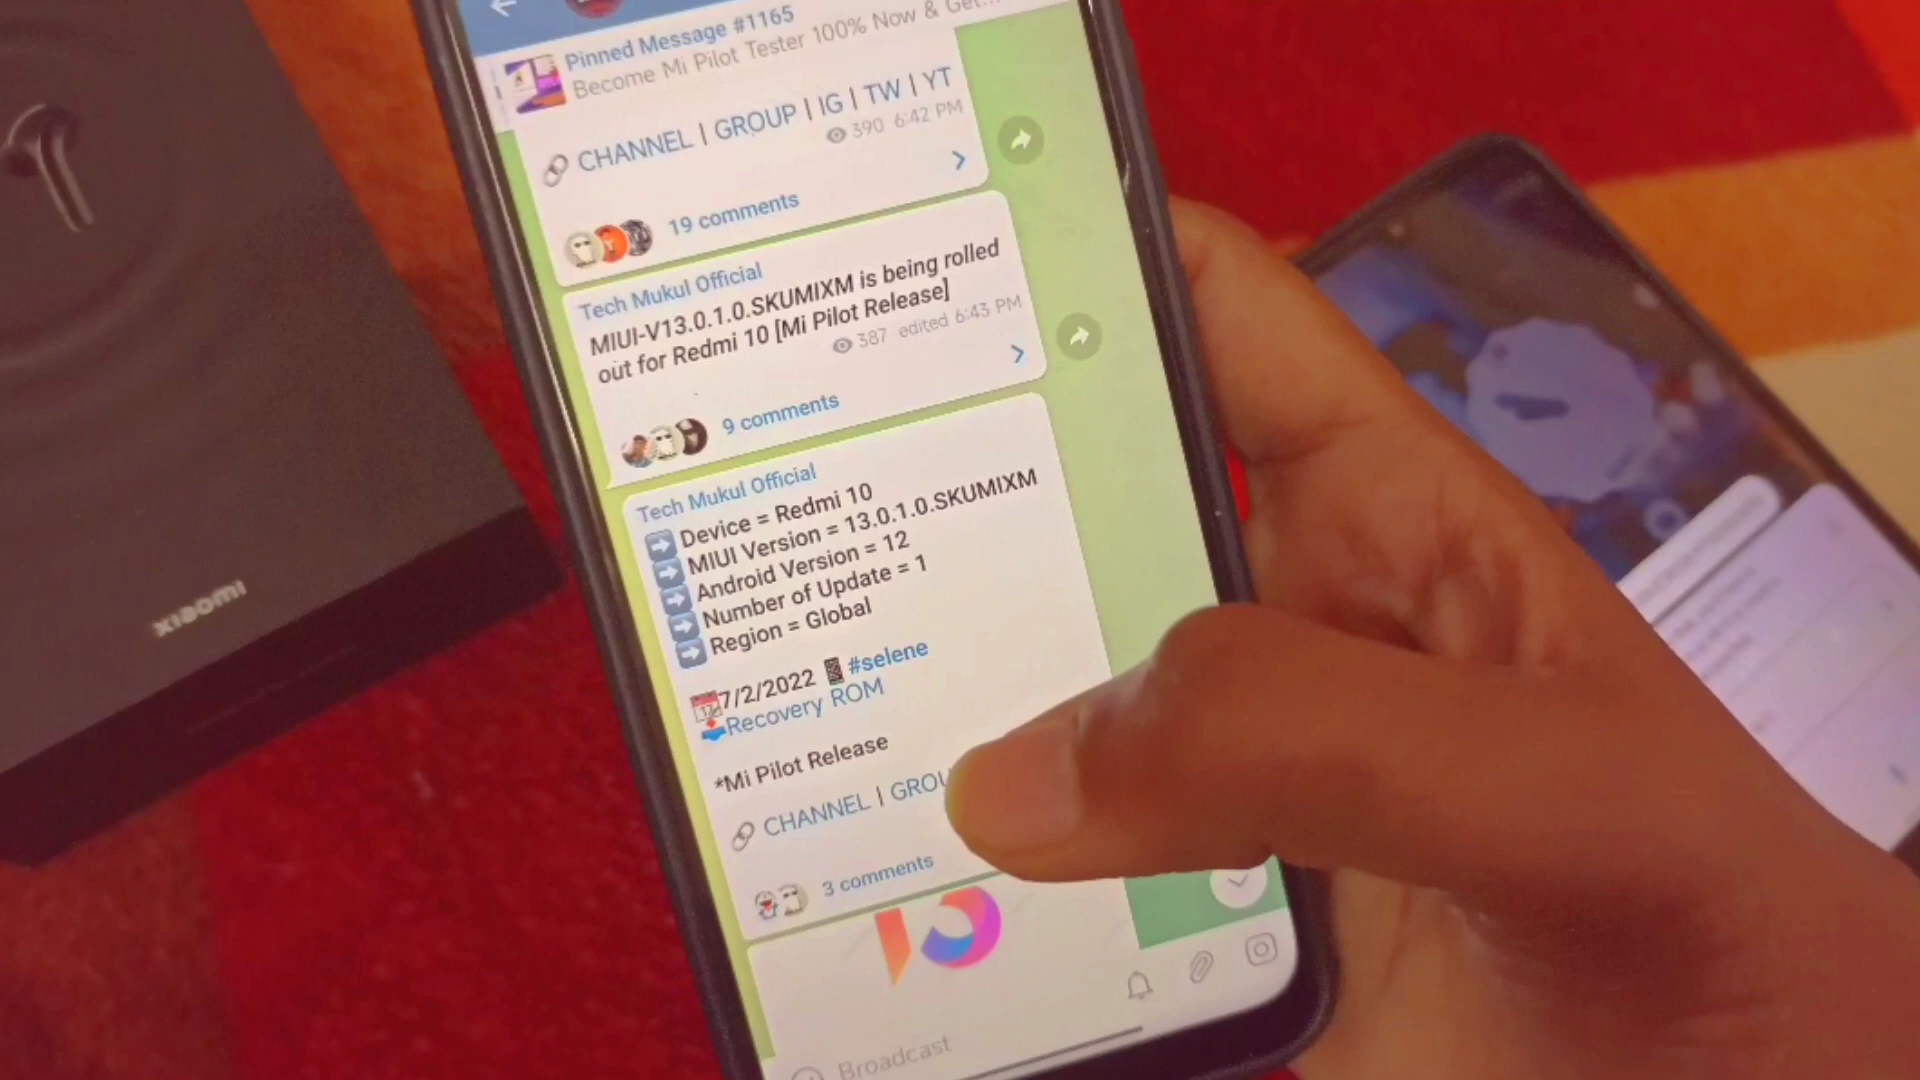 Pinned Message #1165
Become Mi Pilot Tester 100% Now & Get...
CHANNEL | GROUP | IG | TW | YT
390 6:42 PM
19 comments
Tech Mukul Official
MIUI-V13.0.1.0.SKUMIXM is being rolled
out for Redmi 10 [Mi Pilot Release]
387 edited 6:43 PM
9 comments
Tech Mukul Official
Device = Redmi 10
MIUI Version = 13.0.1.0.SKUMIXM
Android Version = 12
Number of Update = 1
Region = Global
7/2/2022 #selene
Recovery ROM
*Mi Pilot Release
CHANNEL | GROU
3 comments
Broadcast
xiaomi